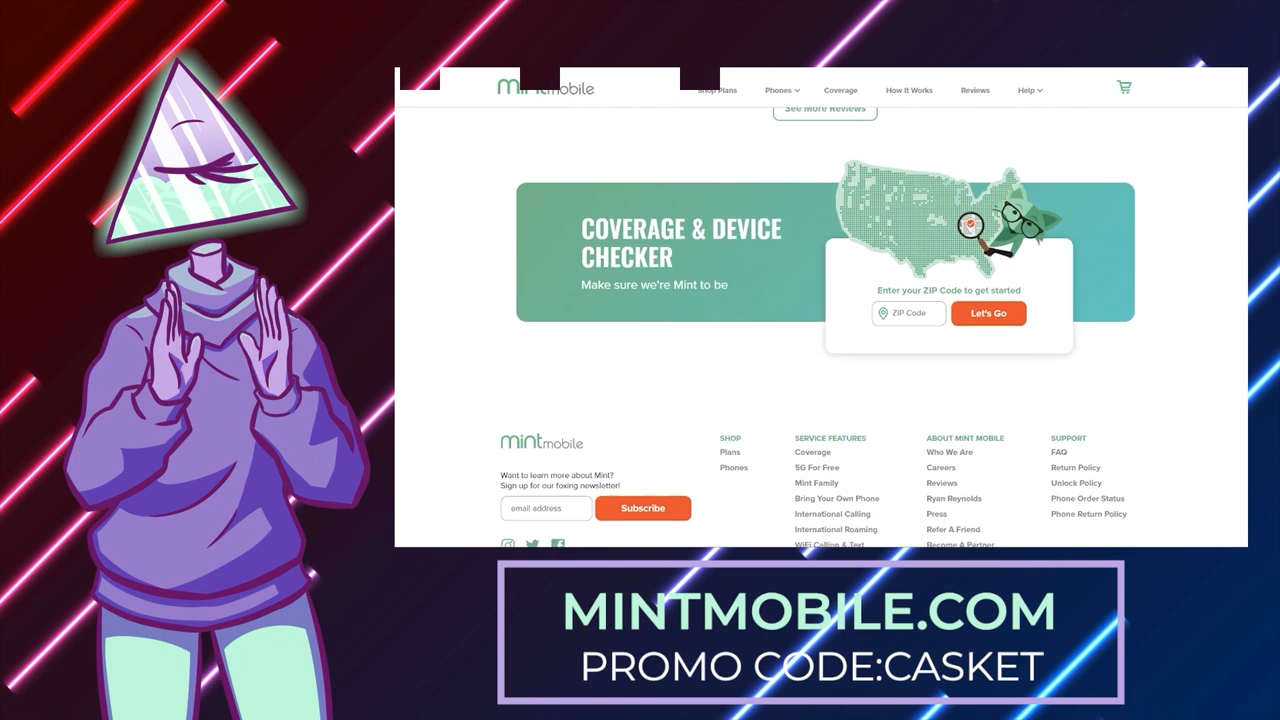 mintmobile
Shop Plans Phones Coverage How It Works Reviews Help
See More Reviews
COVERAGE & DEVICE
CHECKER
Make sure we're Mint to be
Enter your ZIP Code to get started
ZIP Code Let's Go
mintmobile
Want to learn more about Mint?
Sign up for our foxing newsletter!
email address Subscribe
SHOP
Plans
Phones
SERVICE FEATURES
Coverage
5G For Free
Mint Family
Bring Your Own Phone
International Calling
International Roaming
WiFi Calling & Text
ABOUT MINT MOBILE
Who We Are
Careers
Reviews
Ryan Reynolds
Press
Refer A Friend
Become A Partner
SUPPORT
FAQ
Return Policy
Unlock Policy
Phone Order Status
Phone Return Policy
MINTMOBILE.COM
PROMO CODE:CASKET